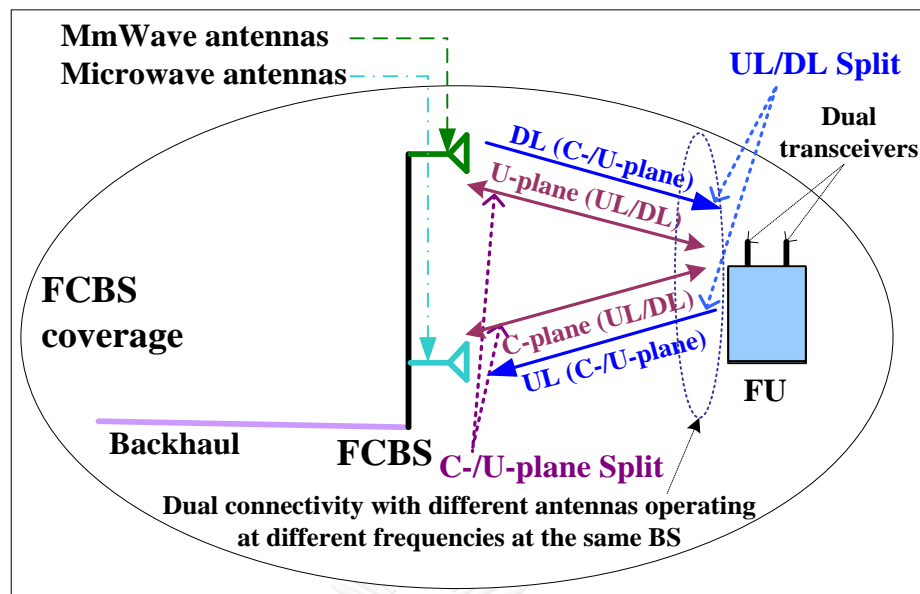 MmWave antennas
Microwave antennas
UL/DL Split
Dual
transceivers
DL (C-/U-plane)
U-plane (UL/DL)
FCBS
coverage
C-plane (UL/DL)
UL (C-/U-plane)
FU
Backhaul
FCBS
C-/U-plane Split
Dual connectivity with different antennas operating
at different frequencies at the same BS